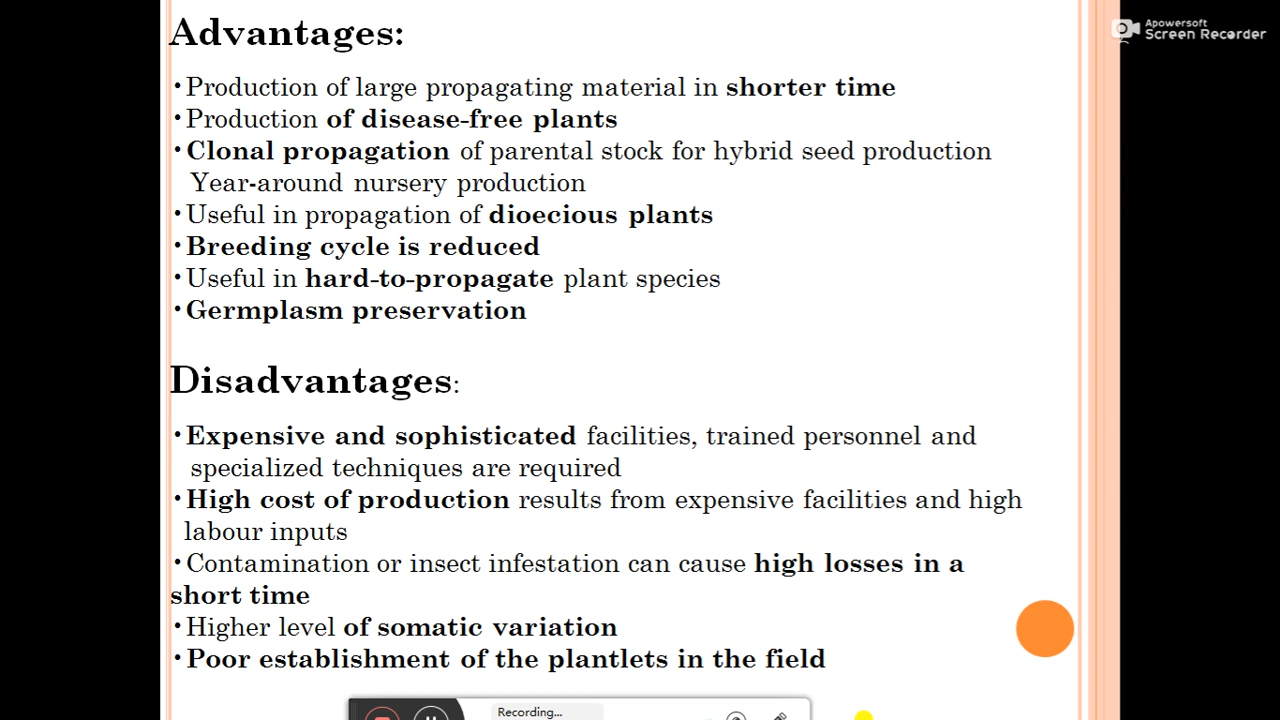 Apowersoft
Screen Recorder
Advantages:
•Production of large propagating material in shorter time
•Production of disease-free plants
•Clonal propagation of parental stock for hybrid seed production
Year-around nursery production
•Useful in propagation of dioecious plants
•Breeding cycle is reduced
•Useful in hard-to-propagate plant species
•Germplasm preservation
Disadvantages:
•Expensive and sophisticated facilities, trained personnel and
specialized techniques are required
•High cost of production results from expensive facilities and high
labour inputs
•Contamination or insect infestation can cause high losses in a
short time
•Higher level of somatic variation
•Poor establishment of the plantlets in the field
Recording...